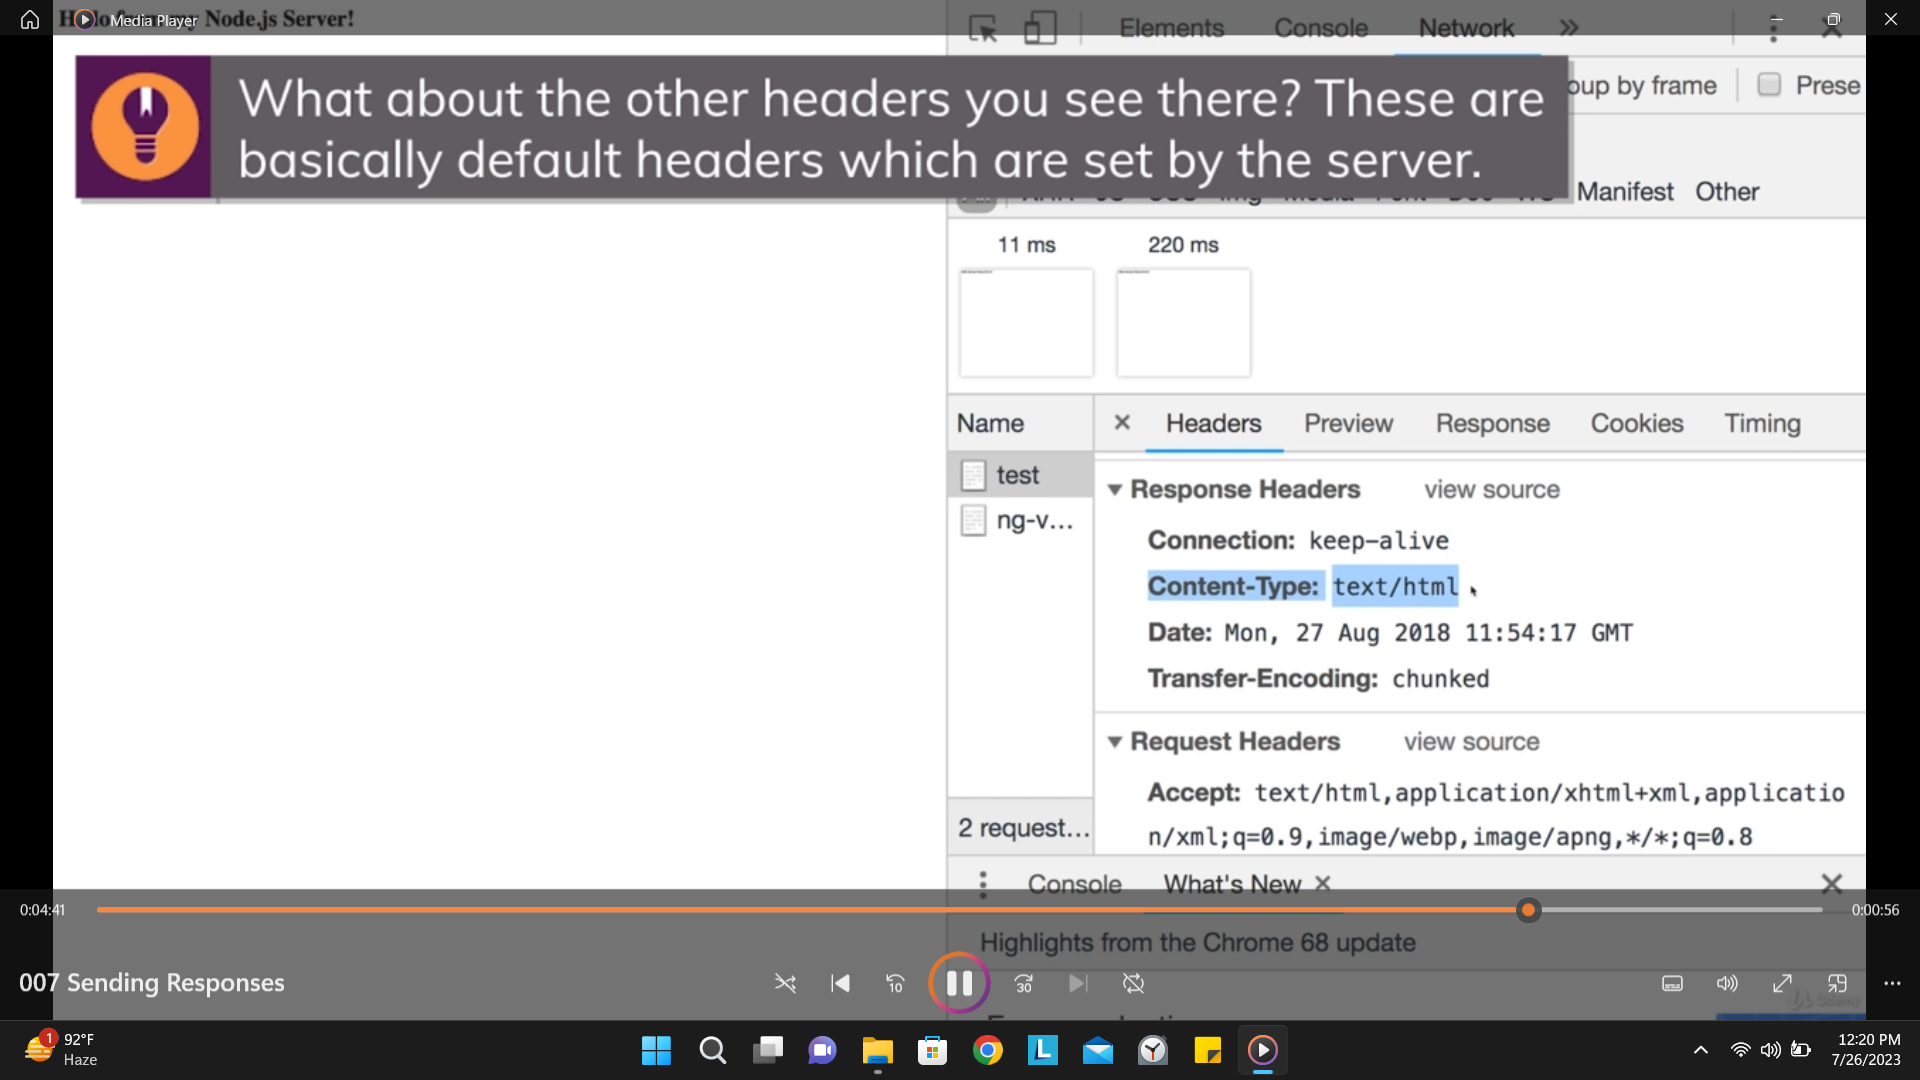 Media Player
Node.js Server!
Elements Console Network
What about the other headers you see there? These are
basically default headers which are set by the server.
oup by frame Prese
Manifest Other
11 ms 220 ms
Name
Headers Preview Response Cookies Timing
test
ng-v...
Response Headers view source
Connection: keep-alive
Content-Type: text/html
Date: Mon, 27 Aug 2018 11:54:17 GMT
Transfer-Encoding: chunked
Request Headers view source
Accept: text/html,application/xhtml+xml,applicatio
n/xml;q=0.9,image/webp,image/apng,*/*;q=0.8
2 request...
Console What's New
0:04:41 0:00:56
Highlights from the Chrome 68 update
007 Sending Responses
10 30
Udemy
1
92°F
Haze
L
12:20 PM
7/26/2023